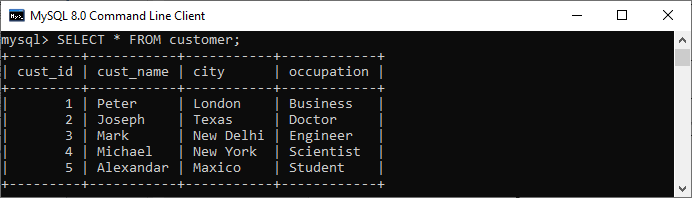 MySQL 8.0 Command Line Client
mysql> SELECT * FROM customer;
+---------+-----------+-----------+------------+
| cust_id | cust_name | city      | occupation |
+---------+-----------+-----------+------------+
|       1 | Peter     | London    | Business   |
|       2 | Joseph    | Texas     | Doctor     |
|       3 | Mark      | New Delhi | Engineer   |
|       4 | Michael   | New York  | Scientist  |
|       5 | Alexandar | Maxico    | Student    |
+---------+-----------+-----------+------------+